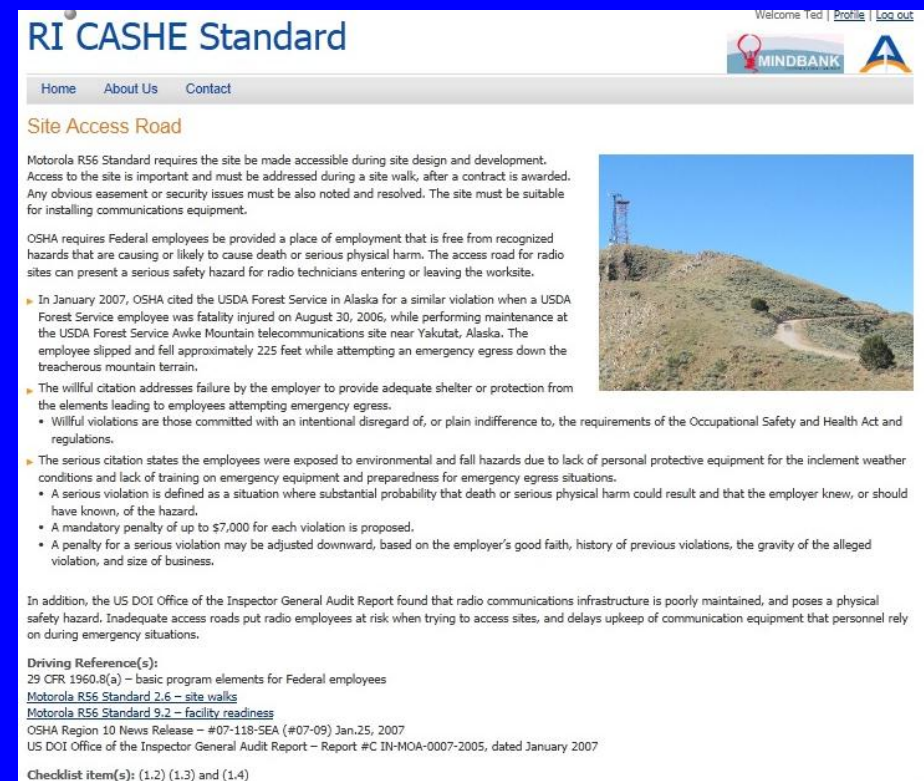 Welcome Ted | Profile | Log out
RI CASHE Standard
MINDBANK
Home About Us Contact
Site Access Road
Motorola R56 Standard requires the site be made accessible during site design and development.
Access to the site is important and must be addressed during a site walk, after a contract is awarded.
Any obvious easement or security issues must be also noted and resolved. The site must be suitable
for installing communications equipment.
OSHA requires Federal employees be provided a place of employment that is free from recognized
hazards that are causing or likely to cause death or serious physical harm. The access road for radio
sites can present a serious safety hazard for radio technicians entering or leaving the worksite.
In January 2007, OSHA cited the USDA Forest Service in Alaska for a similar violation when a USDA
Forest Service employee was fatality injured on August 30, 2006, while performing maintenance at
the USDA Forest Service Awke Mountain telecommunications site near Yakutat, Alaska. The
employee slipped and fell approximately 225 feet while attempting an emergency egress down the
treacherous mountain terrain.
The willful citation addresses failure by the employer to provide adequate shelter or protection from
the elements leading to employees attempting emergency egress.
• Willful violations are those committed with an intentional disregard of, or plain indifference to, the requirements of the Occupational Safety and Health Act and
regulations.
The serious citation states the employees were exposed to environmental and fall hazards due to lack of personal protective equipment for the inclement weather
conditions and lack of training on emergency equipment and preparedness for emergency egress situations.
• A serious violation is defined as a situation where substantial probability that death or serious physical harm could result and that the employer knew, or should
have known, of the hazard.
• A mandatory penalty of up to $7,000 for each violation is proposed.
• A penalty for a serious violation may be adjusted downward, based on the employer's good faith, history of previous violations, the gravity of the alleged
violation, and size of business.
In addition, the US DOI Office of the Inspector General Audit Report found that radio communications infrastructure is poorly maintained, and poses a physical
safety hazard. Inadequate access roads put radio employees at risk when trying to access sites, and delays upkeep of communication equipment that personnel rely
on during emergency situations.
Driving Reference(s):
29 CFR 1960.8(a) – basic program elements for Federal employees
Motorola R56 Standard 2.6 – site walks
Motorola R56 Standard 9.2 – facility readiness
OSHA Region 10 News Release – #07-118-SEA (#07-09) Jan.25, 2007
US DOI Office of the Inspector General Audit Report – Report #C IN-MOA-0007-2005, dated January 2007
Checklist item(s): (1.2) (1.3) and (1.4)